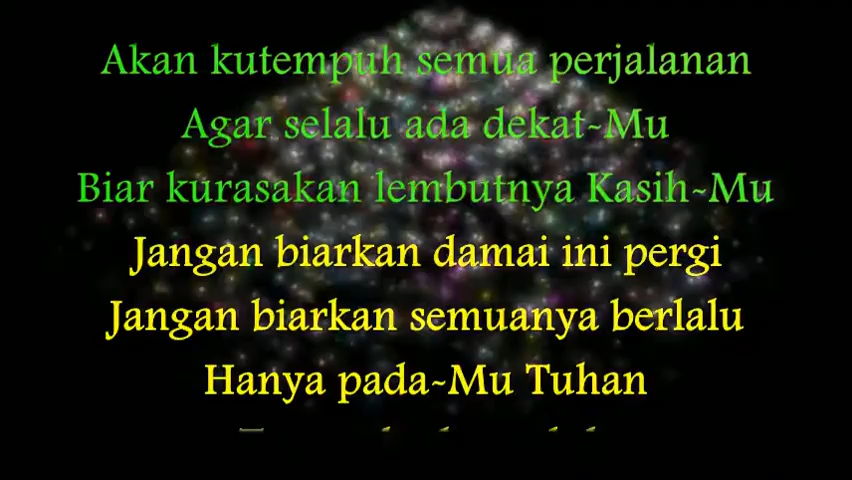 Akan kutempuh semua perjalanan
Agar selalu ada dekat-Mu
Biar kurasakan lembutnya Kasih-Mu
Jangan biarkan damai ini pergi
Jangan biarkan semuanya berlalu
Hanya pada-Mu Tuhan